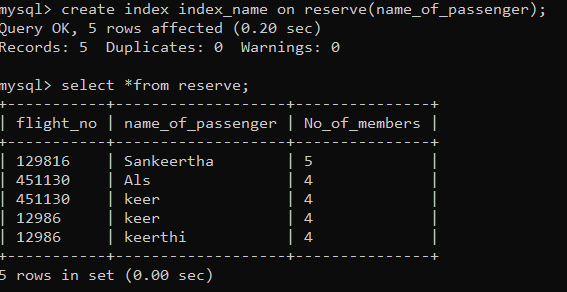 mysql> create index index_name on reserve(name_of_passenger);
Query OK, 5 rows affected (0.20 sec)
Records: 5  Duplicates: 0  Warnings: 0

mysql> select *from reserve;
+-----------+-------------------+---------------+
| flight_no | name_of_passenger | No_of_members |
+-----------+-------------------+---------------+
| 129816    | Sankeertha        | 5             |
| 451130    | Als               | 4             |
| 451130    | keer              | 4             |
| 12986     | keer              | 4             |
| 12986     | keerthi           | 4             |
+-----------+-------------------+---------------+
5 rows in set (0.00 sec)